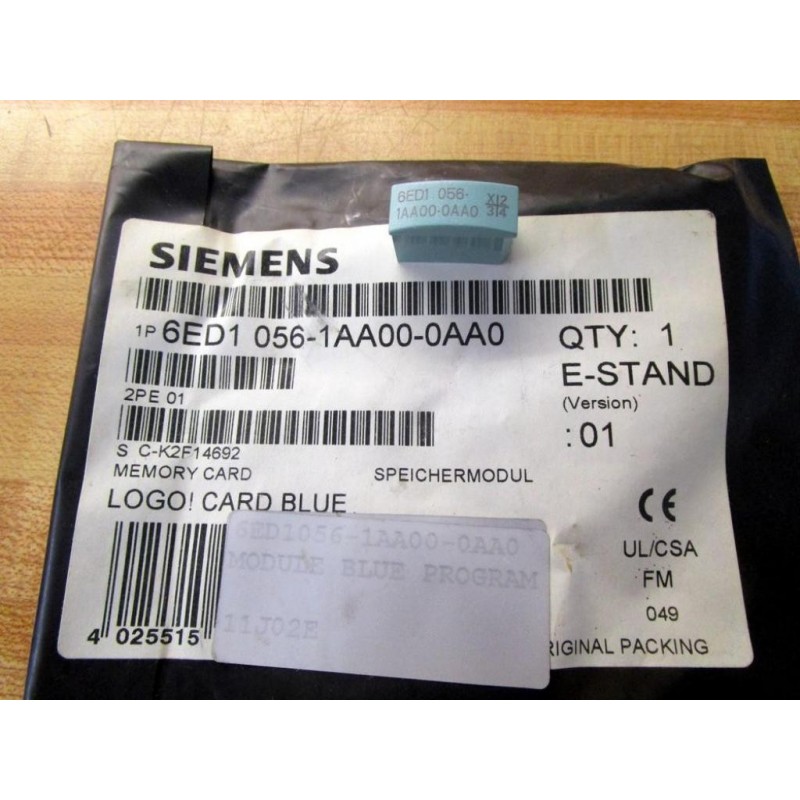 6ED1 056-
1AA00-0AA0
X12
314
SIEMENS
1P 6ED1 056-1AA00-0AA0
QTY: 1
E-STAND
(Version)
: 01
2PE 01
S C-K2F14692
MEMORY CARD
SPEICHERMODUL
LOGO! CARD BLUE
6ED1056-1AA00-0AA0
MODUDE BLUE PROGRAM
11J02E
CE
UL/CSA
FM
049
4 025515
RIGINAL PACKING